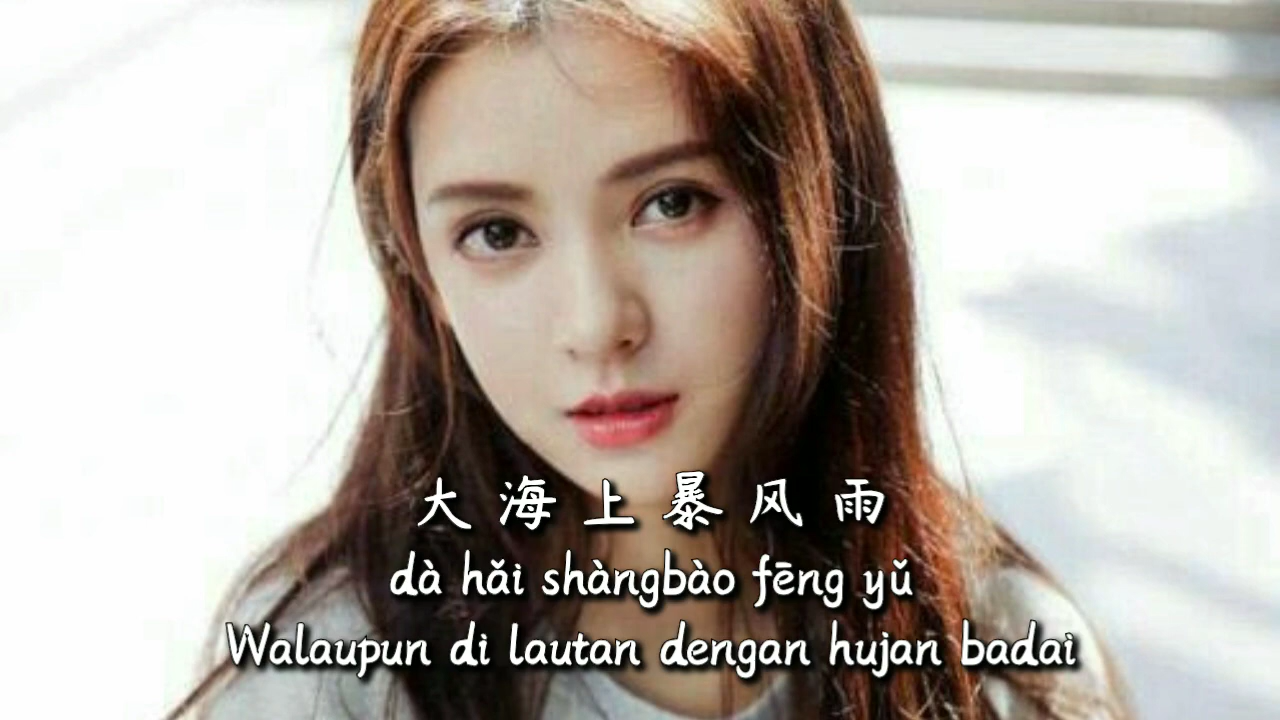 大海上暴风雨
dà hǎi shàngbào fēng yǔ
Walaupun di lautan dengan hujan badai